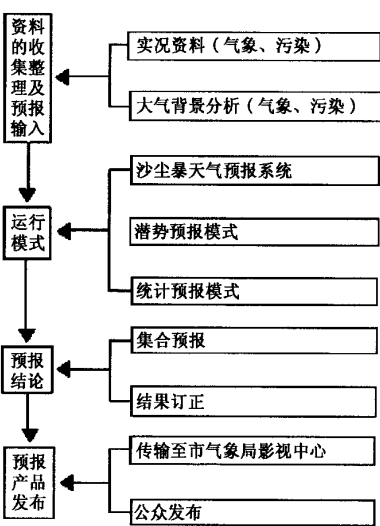 资料
的收
集整
理及
预报
输入
实况资料（气象、污染）
大气背景分析（气象、污染）
运行
模式
沙尘暴天气预报系统
潜势预报模式
统计预报模式
预报
结论
集合预报
结果订正
预报
产品
发布
传输至市气象局影视中心
公众发布